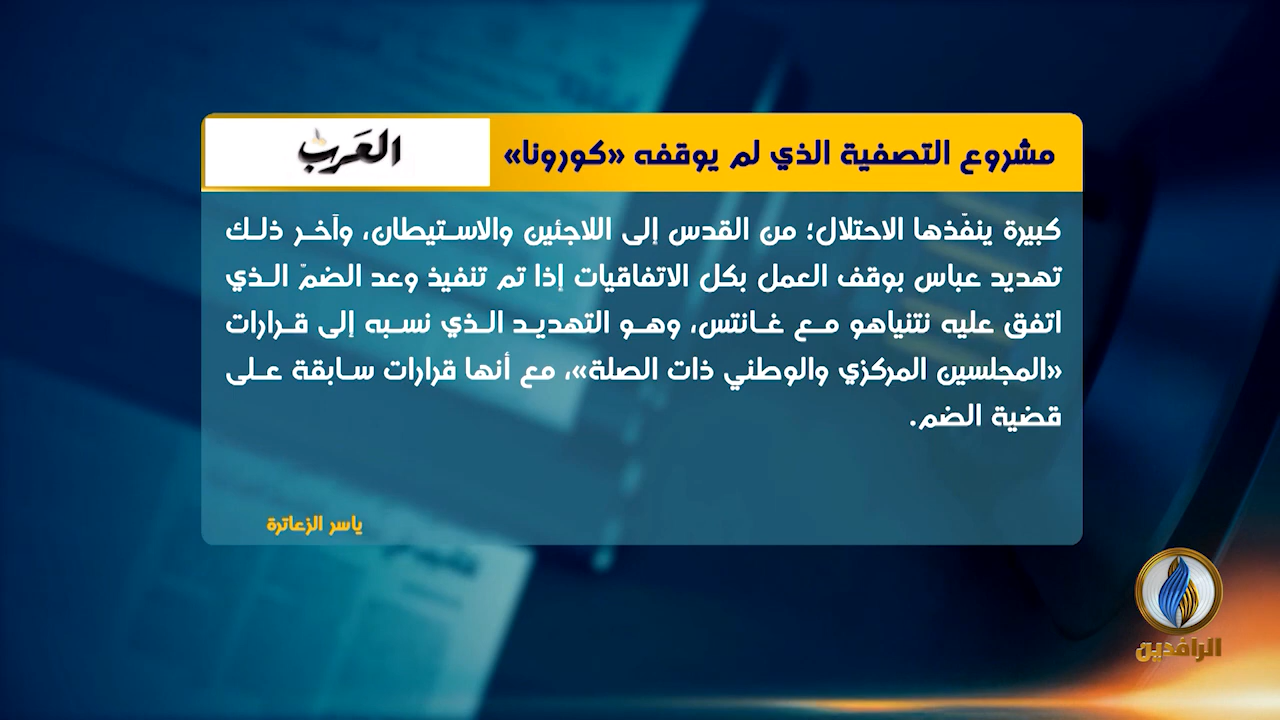 مشروع التصفية الذي لم يوقفه «كورونا»
العَرب
كبيرة ينفّذها الاحتلال؛ من القدس إلى اللاجئين والاستيطان، وآخر ذلك
تهديد عباس بوقف العمل بكل الاتفاقيات إذا تم تنفيذ وعد الضمّ الذي
اتفق عليه نتنياهو مع غانتس، وهو التهديد الذي نسبه إلى قرارات
«المجلسين المركزي والوطني ذات الصلة»، مع أنها قرارات سابقة على
قضية الضم.
ياسر الزعاترة
الرافدين